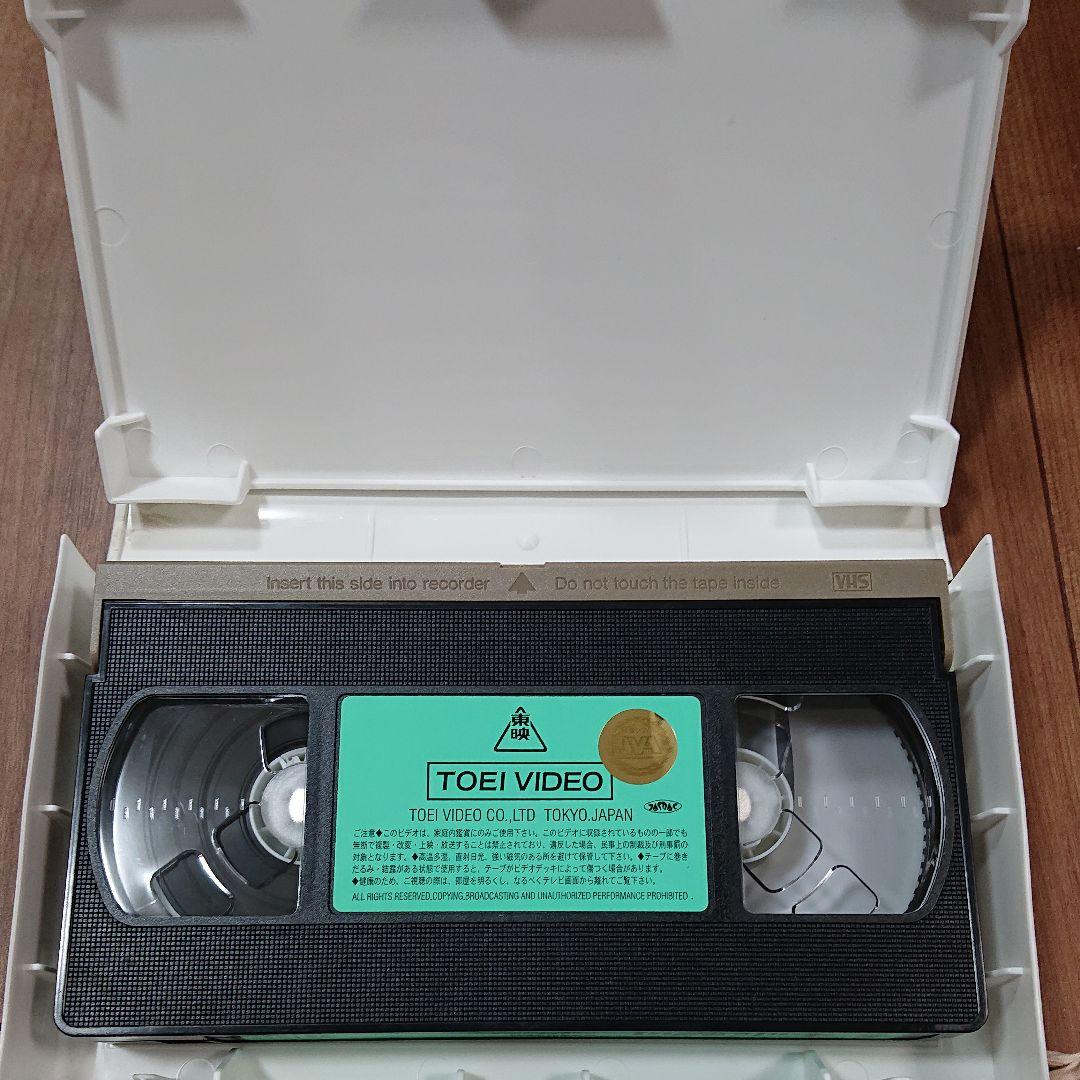 Insert this side into recorder Do not touch the tape inside VHS
東映
TOEI VIDEO
JVA
TOEI VIDEO CO.,LTD TOKYO.JAPAN
ご注意◆このビデオは、家庭内鑑賞にのみご使用下さい。このビデオに収録されているものの一部でも
無断で複製・改変・上映・放送することは禁止されており、違反した場合、民事上の制裁及び刑事罰の
対象となります。◆高温多湿、直射日光、強い磁気のある所を避けて保管して下さい。◆テープに巻き
だるみ・結露がある状態で使用すると、テープがビデオデッキによって傷つく場合があります。
◆健康のため、ご視聴の際は、部屋を明るくし、なるべくテレビ画面から離れてご覧下さい。
ALL RIGHTS RESERVED,COPYING,BROADCASTING AND UNAUTHORIZED PERFORMANCE PROHIBITED .